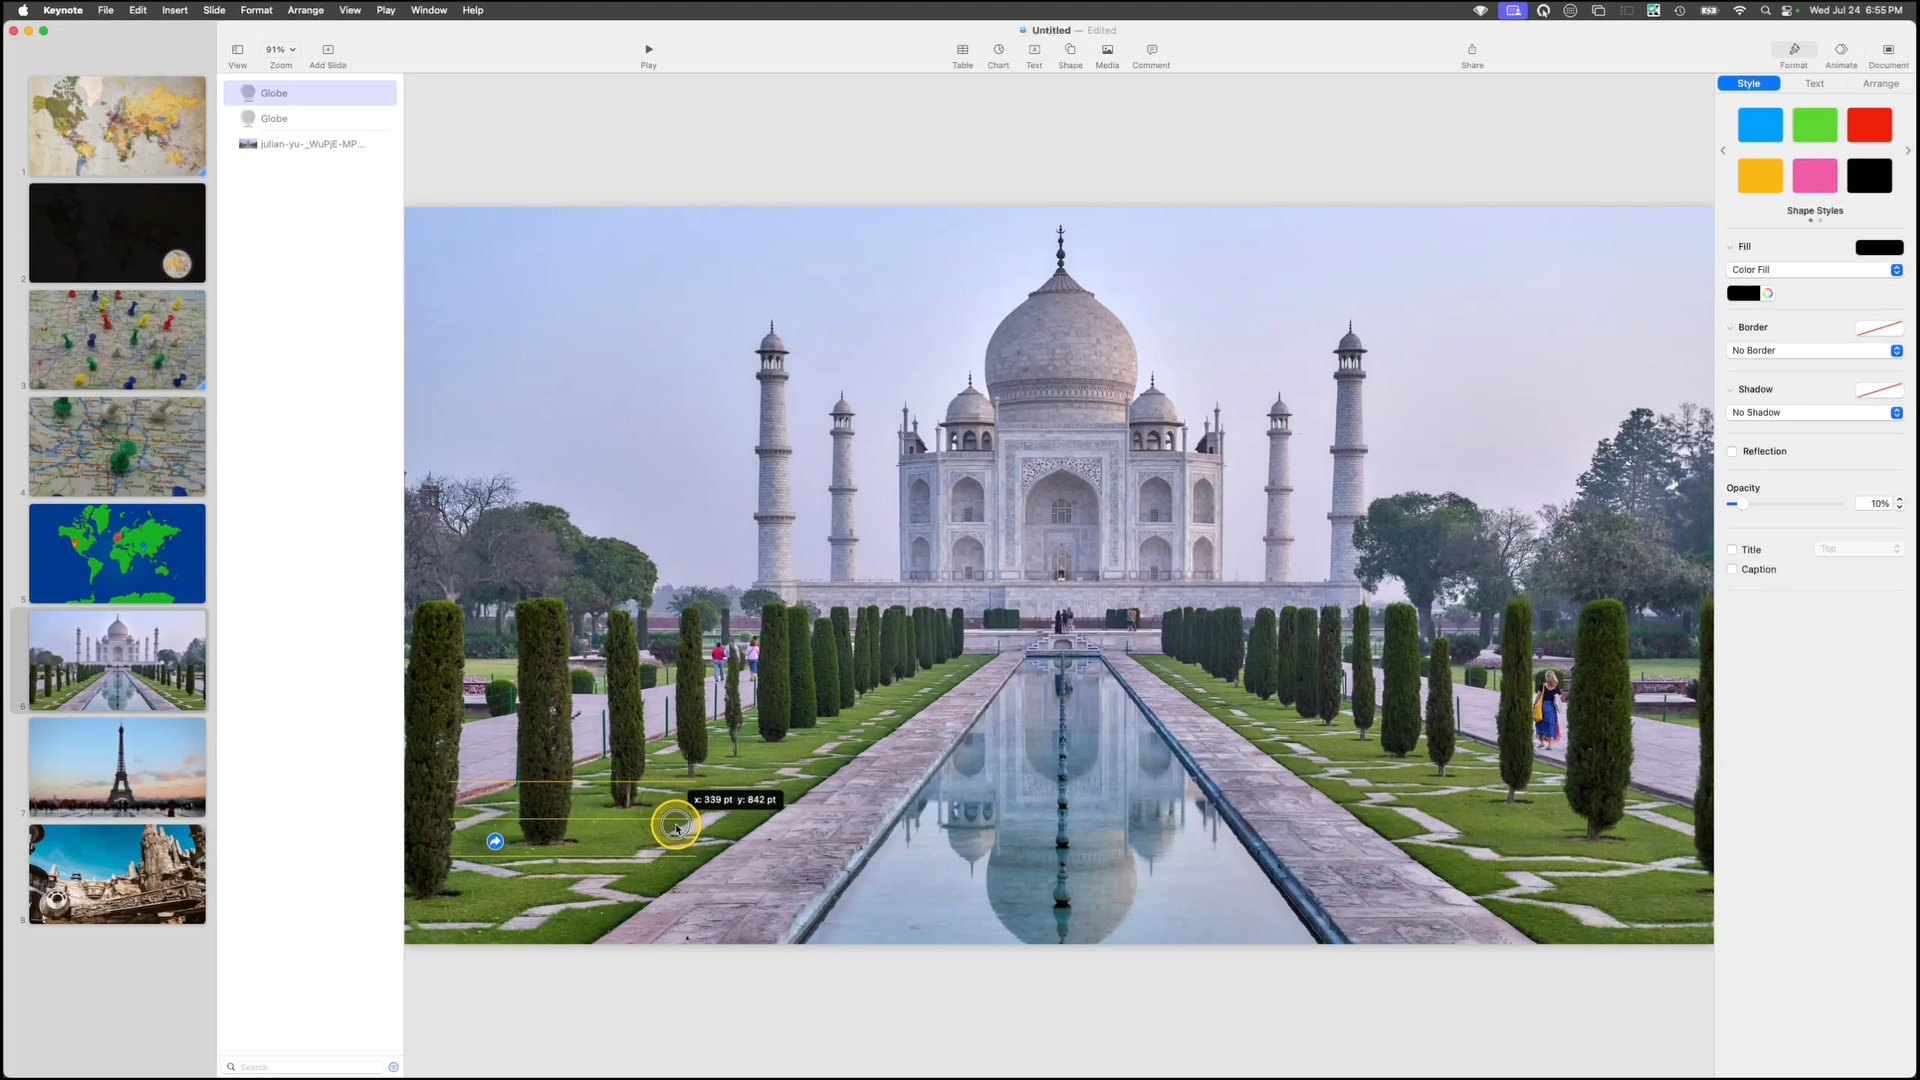 Keynote File Edit Insert Slide Format Arrange View Play Window Help
Wed Jul 24 6:55 PM
Untitled — Edited
91%
View Zoom Add Slide
Play
Table Chart Text Shape Media Comment
Share
Format Animate Document
Globe
Globe
julian-yu-_WuPjE-MP...
Search
1
2
3
4
5
6
7
8
x: 339 pt y: 842 pt
Style Text Arrange
Shape Styles
Fill
Color Fill
Border
No Border
Shadow
No Shadow
Reflection
Opacity
10%
Title Top
Caption